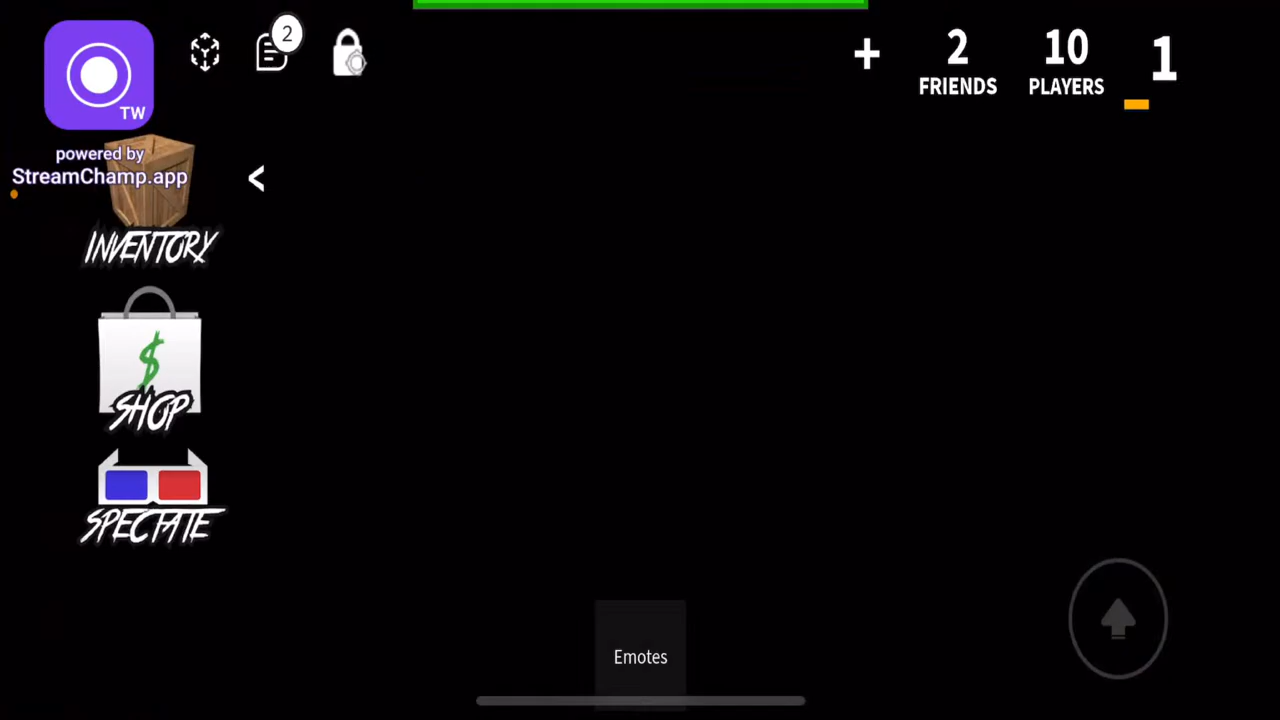 2
+
2
FRIENDS
10
PLAYERS
1
TW
powered by
StreamChamp.app
<
INVENTORY
$
SHOP
SPECTATE
Emotes